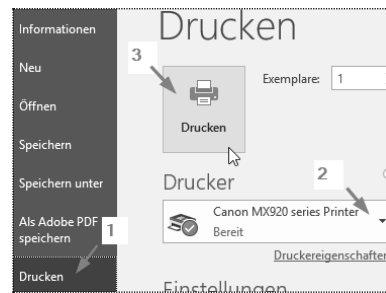 Informationen
Neu
Öffnen
Speichern
Speichern unter
Als Adobe PDF
speichern
1
Drucken
Drucken
3
Exemplare: 1
Drucken
Drucker
2
Canon MX920 series Printer
Bereit
Druckereigenschaften
Einstellungen